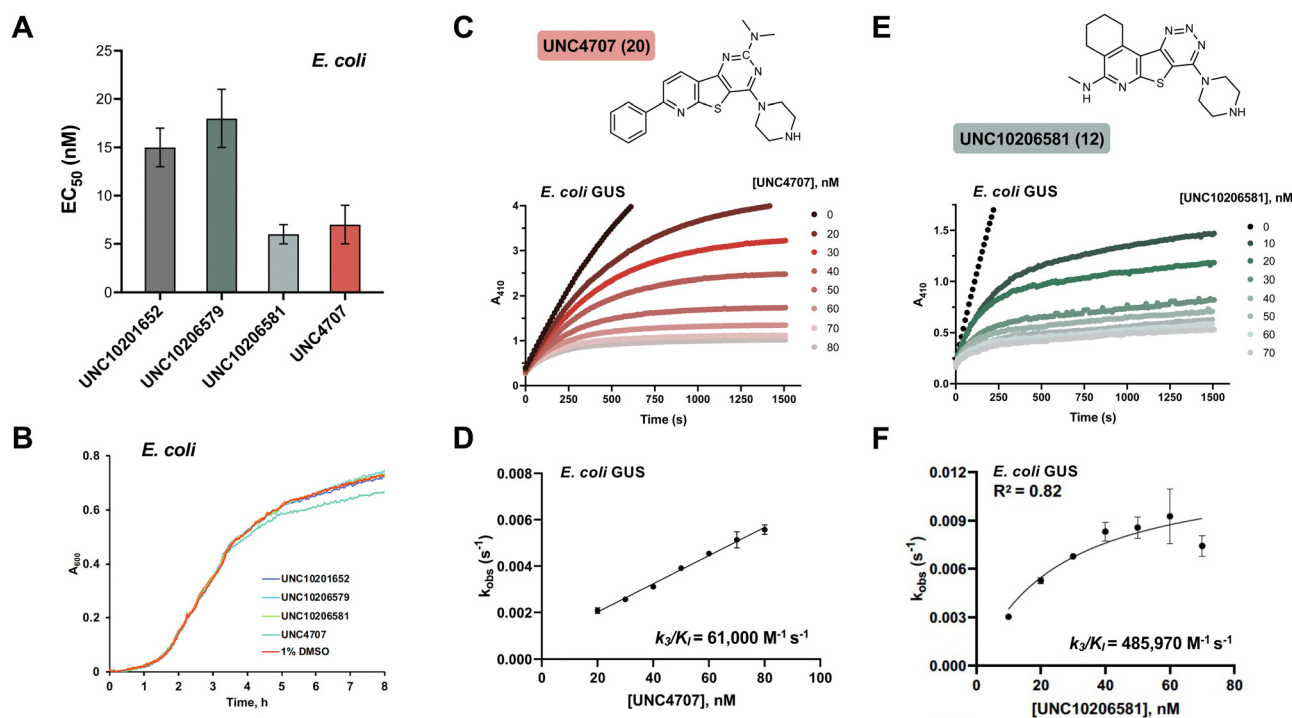 A
E. coli
EC50 (nM)
25
20
15
10
5
0
UNC10201652
UNC10206579
UNC10206581
UNC4707
B
E. coli
A600
0.8
0.6
0.4
0.2
0
UNC10201652
UNC10206579
UNC10206581
UNC4707
1% DMSO
0 1 2 3 4 5 6 7 8
Time, h
C
UNC4707 (20)
N
N
C
N
N
S
N
N
NH
[UNC4707], nM
E. coli GUS
A410
4
3
2
1
0
0
20
30
40
50
60
70
80
0 250 500 750 1000 1250 1500
Time (s)
D
E. coli GUS
kobs (s-1)
0.008
0.006
0.004
0.002
0.000
k3/KI = 61,000 M-1 s-1
0 20 40 60 80 100
[UNC4707], nM
E
N
N
N
N
H
N
S
N
NH
UNC10206581 (12)
[UNC10206581], nM
E. coli GUS
A410
1.5
1.0
0.5
0.0
0
10
20
30
40
50
60
70
0 250 500 750 1000 1250 1500
Time (s)
F
E. coli GUS
R2 = 0.82
kobs (s-1)
0.012
0.009
0.006
0.003
0.000
k3/KI = 485,970 M-1 s-1
0 20 40 60 80
[UNC10206581], nM